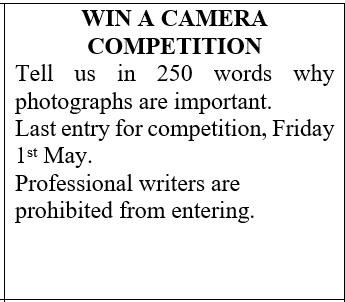 WIN A CAMERA
COMPETITION
Tell us in 250 words why
photographs are important.
Last entry for competition, Friday
1st May.
Professional writers are
prohibited from entering.